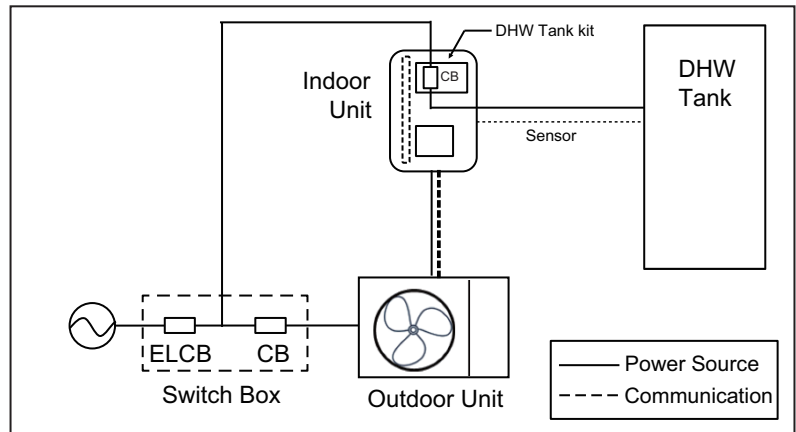 DHW Tank kit
Indoor
Unit
CB
DHW
Tank
Sensor
ELCB
CB
Switch Box
Outdoor Unit
Power Source
Communication